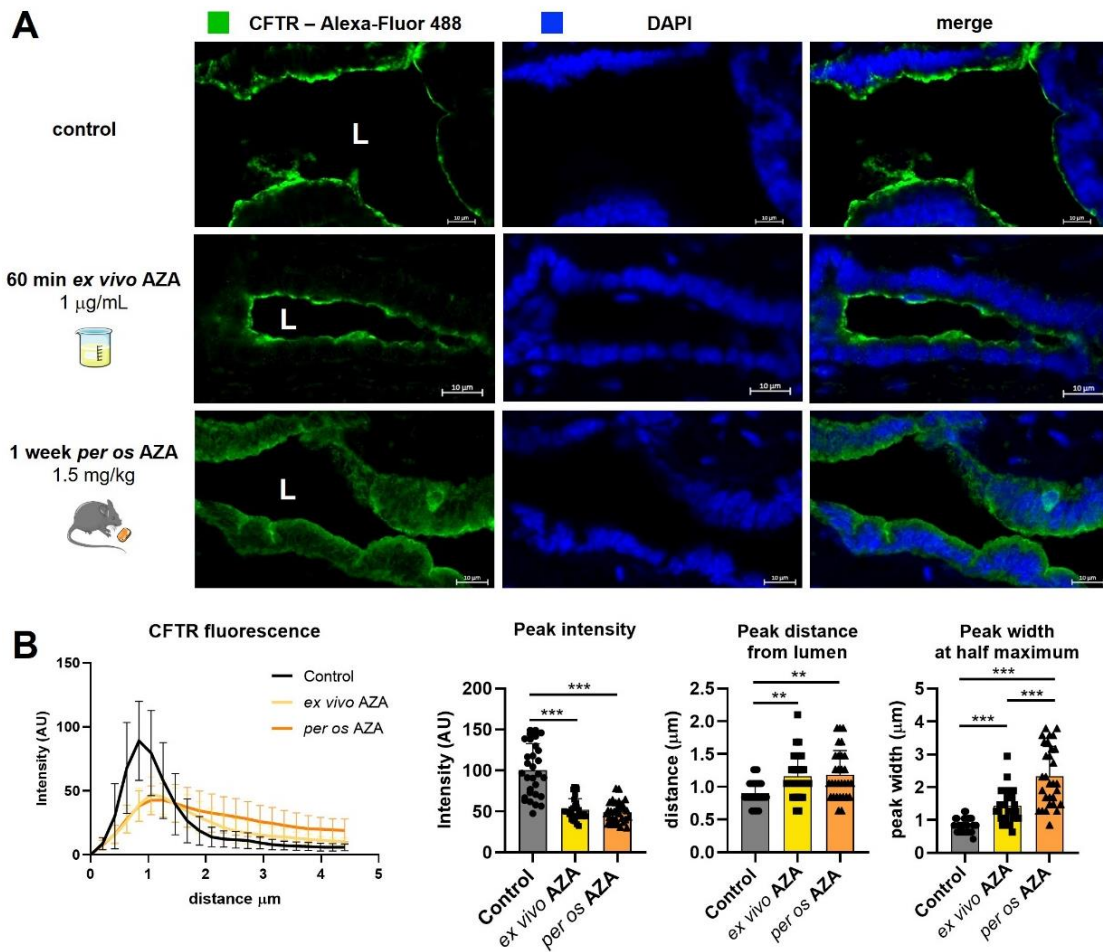 A
CFTR – Alexa-Fluor 488
DAPI
merge
control
L
10 µm
10 µm
10 µm
60 min ex vivo AZA
1 µg/mL
L
10 µm
10 µm
10 µm
1 week per os AZA
1.5 mg/kg
L
10 µm
10 µm
10 µm
B
CFTR fluorescence
Intensity (AU)
150
100
50
0
0
1
2
3
4
5
distance µm
Control
ex vivo AZA
per os AZA
Peak intensity
Intensity (AU)
200
150
100
50
0
***
***
Control
ex vivo AZA
per os AZA
Peak distance
from lumen
distance (µm)
2.5
2.0
1.5
1.0
0.5
0.0
**
**
Control
ex vivo AZA
per os AZA
Peak width
at half maximum
peak width (µm)
5
4
3
2
1
0
***
***
***
Control
ex vivo AZA
per os AZA